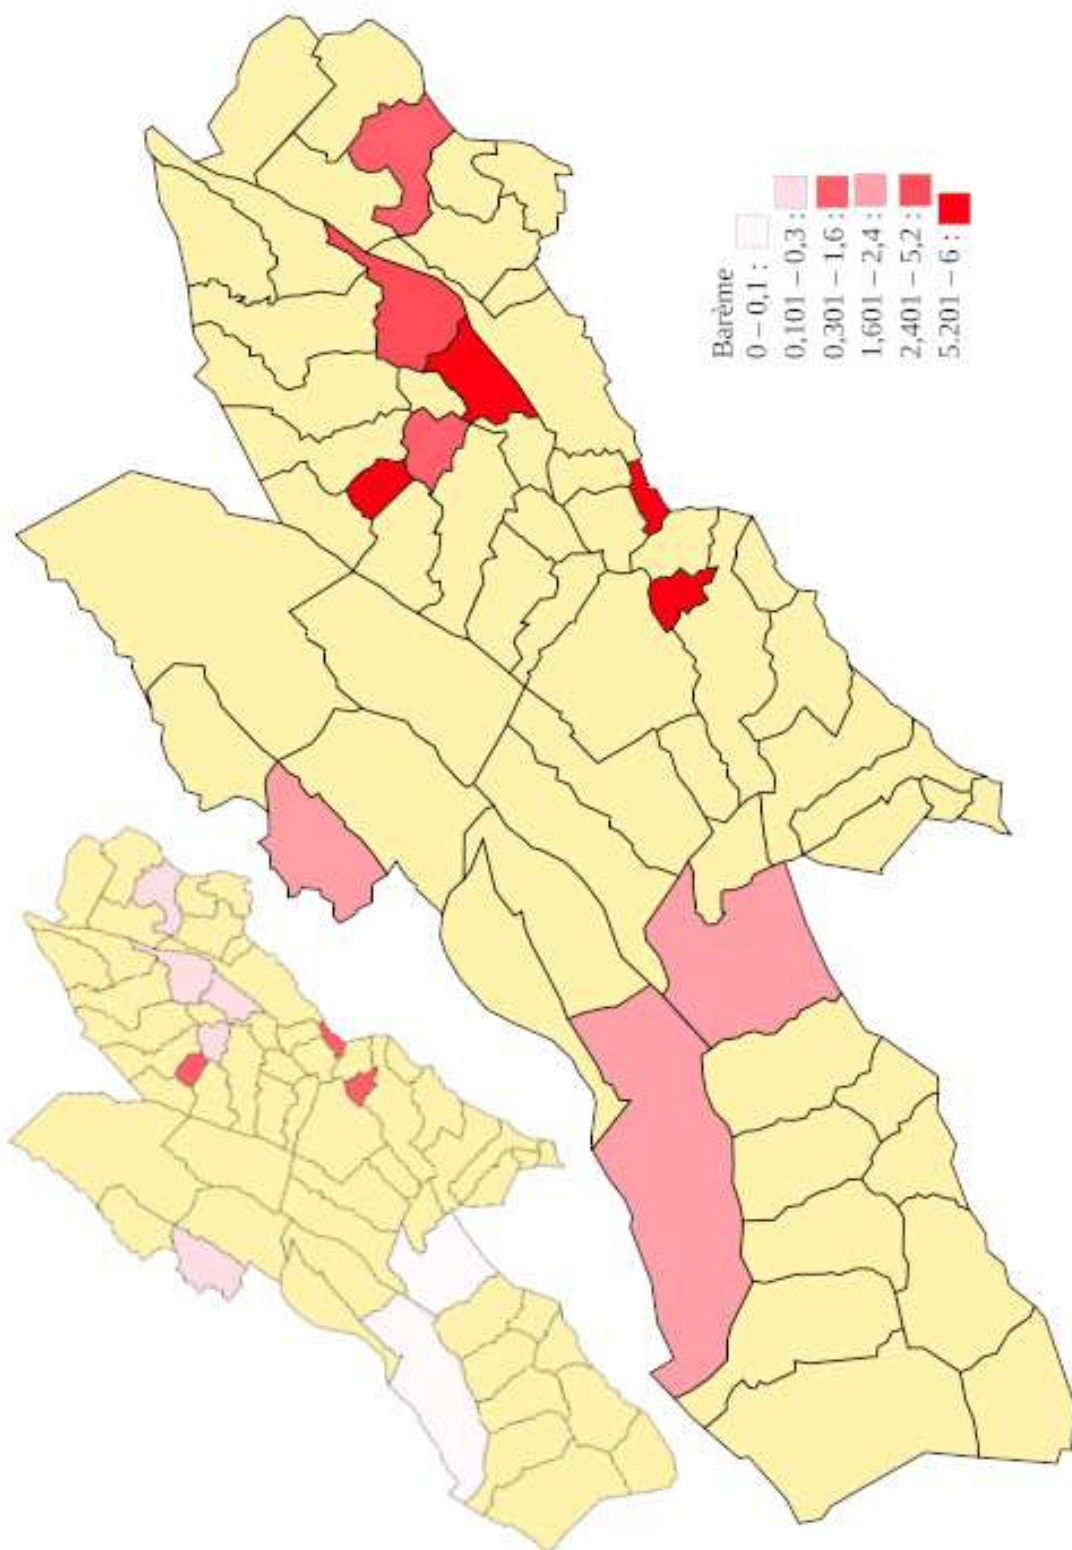 Barème
0 – 0,1 :
0,101 – 0,3 :
0,301 – 1,6 :
1,601 – 2,4 :
2,401 – 5,2 :
5.201 – 6 :